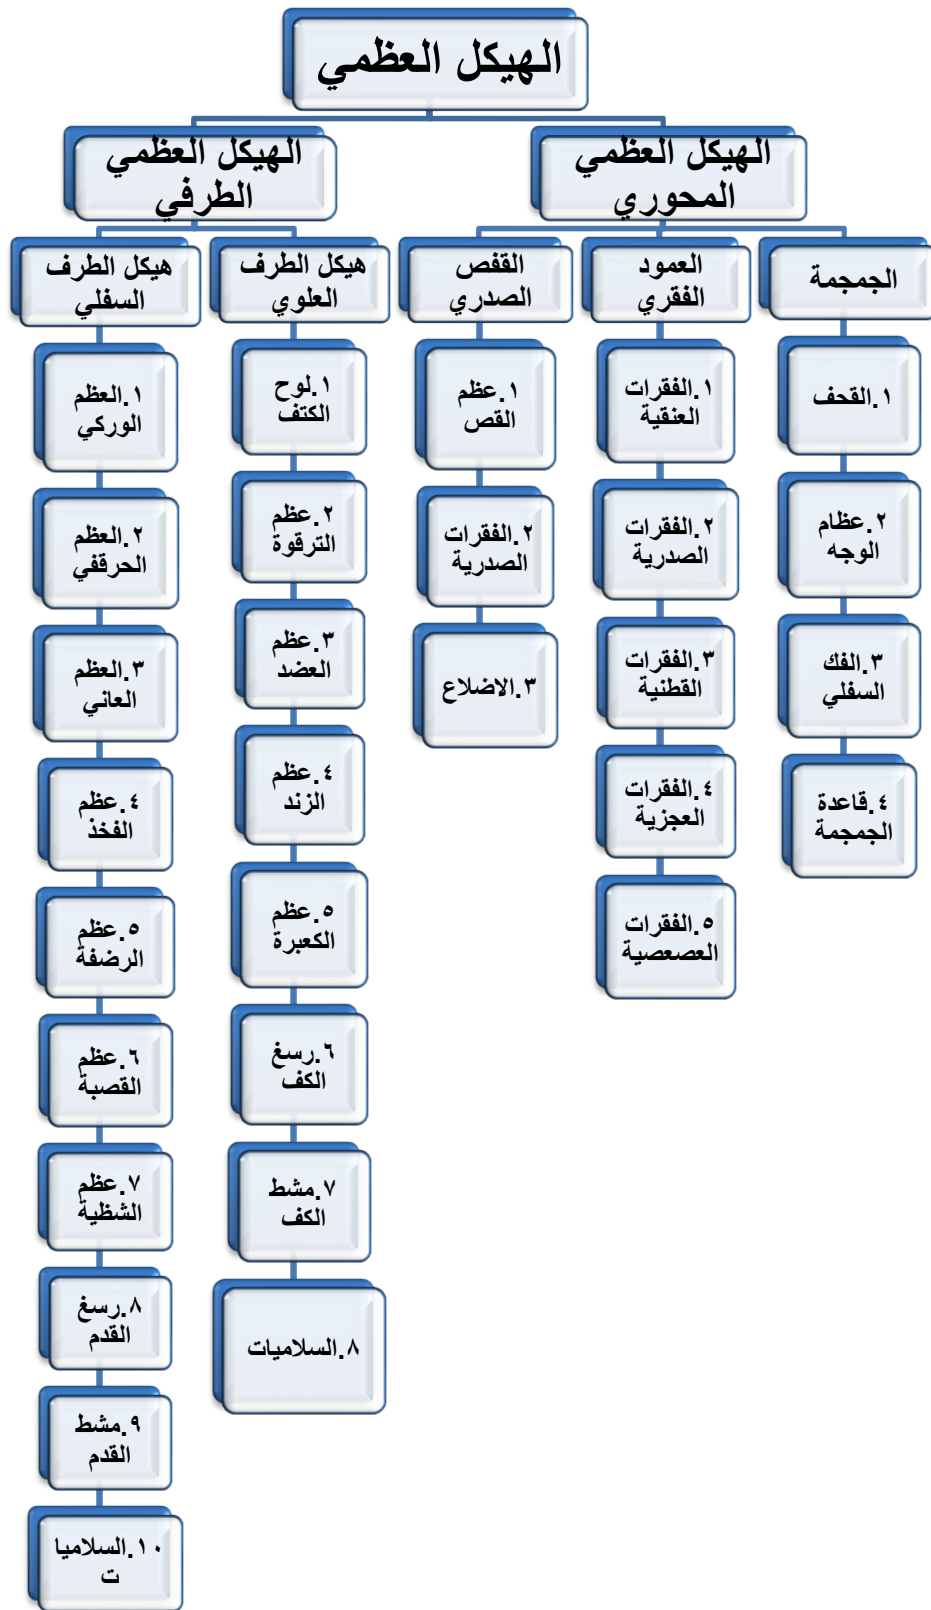 الهيكل العظمي
الهيكل العظمي
المحوري
الهيكل العظمي
الطرفي
الجمجمة
١.القحف
٢.عظام
الوجه
٣.الفك
السفلي
٤.قاعدة
الجمجمة
العمود
الفقري
١.الفقرات
العنقية
٢.الفقرات
الصدرية
٣.الفقرات
القطنية
٤.الفقرات
العجزية
٥.الفقرات
العصعصية
القفص
الصدري
١.عظم
القص
٢.الفقرات
الصدرية
٣.الاضلاع
هيكل الطرف
العلوي
١.لوح
الكتف
٢.عظم
الترقوة
٣.عظم
العضد
٤.عظم
الزند
٥.عظم
الكعبرة
٦.رسغ
الكف
٧.مشط
الكف
٨.السلاميات
هيكل الطرف
السفلي
١.العظم
الوركي
٢.العظم
الحرقفي
٣.العظم
العاني
٤.عظم
الفخذ
٥.عظم
الرضفة
٦.عظم
القصبة
٧.عظم
الشظية
٨.رسغ
القدم
٩.مشط
القدم
١٠.السلاميا
ت